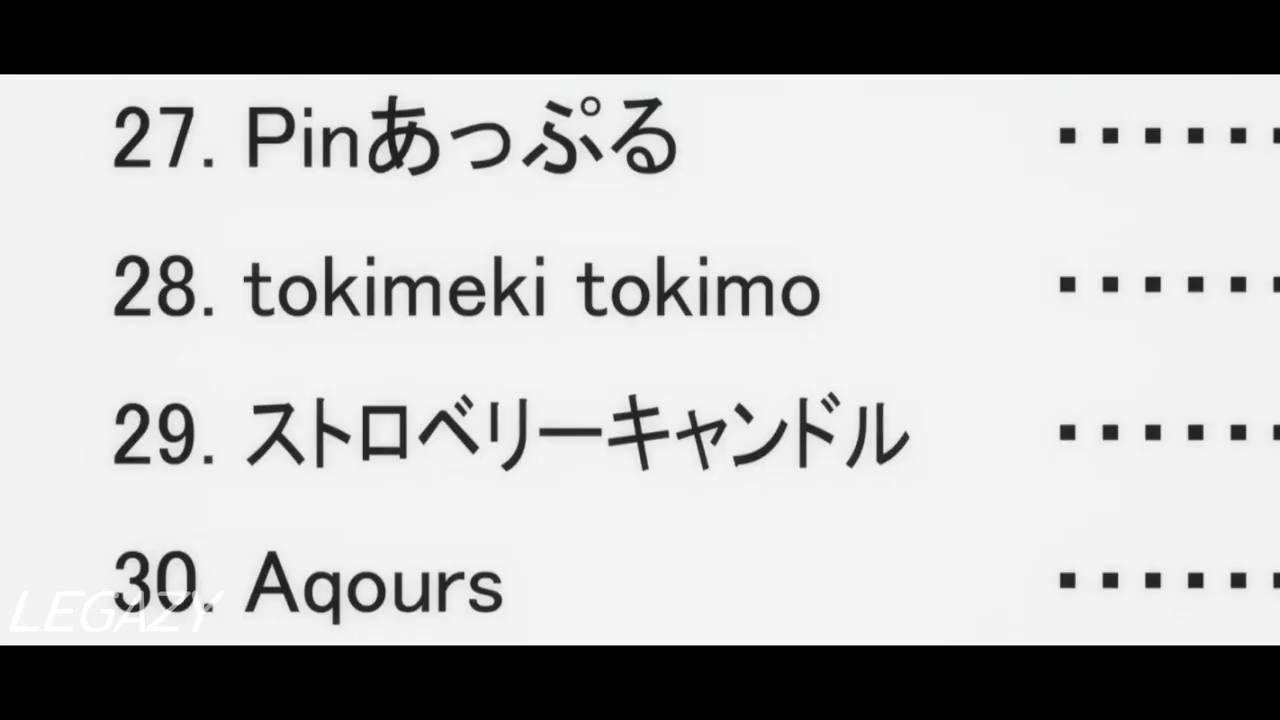 27. Pinあっぷる ・・・・・・
28. tokimeki tokimo ・・・・・・
29. ストロベリーキャンドル ・・・・・・
30. Aqours ・・・・・・
LEGAZY